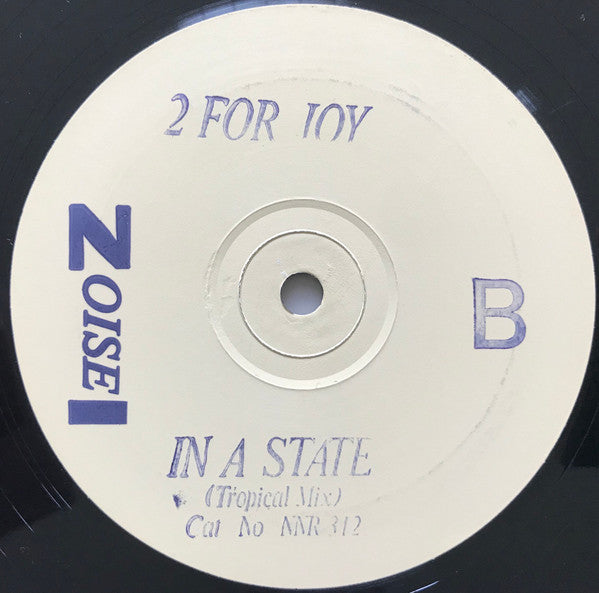 2 FOR JOY
NOISE
B
IN A STATE
(Tropical Mix)
Cat No NNR 312